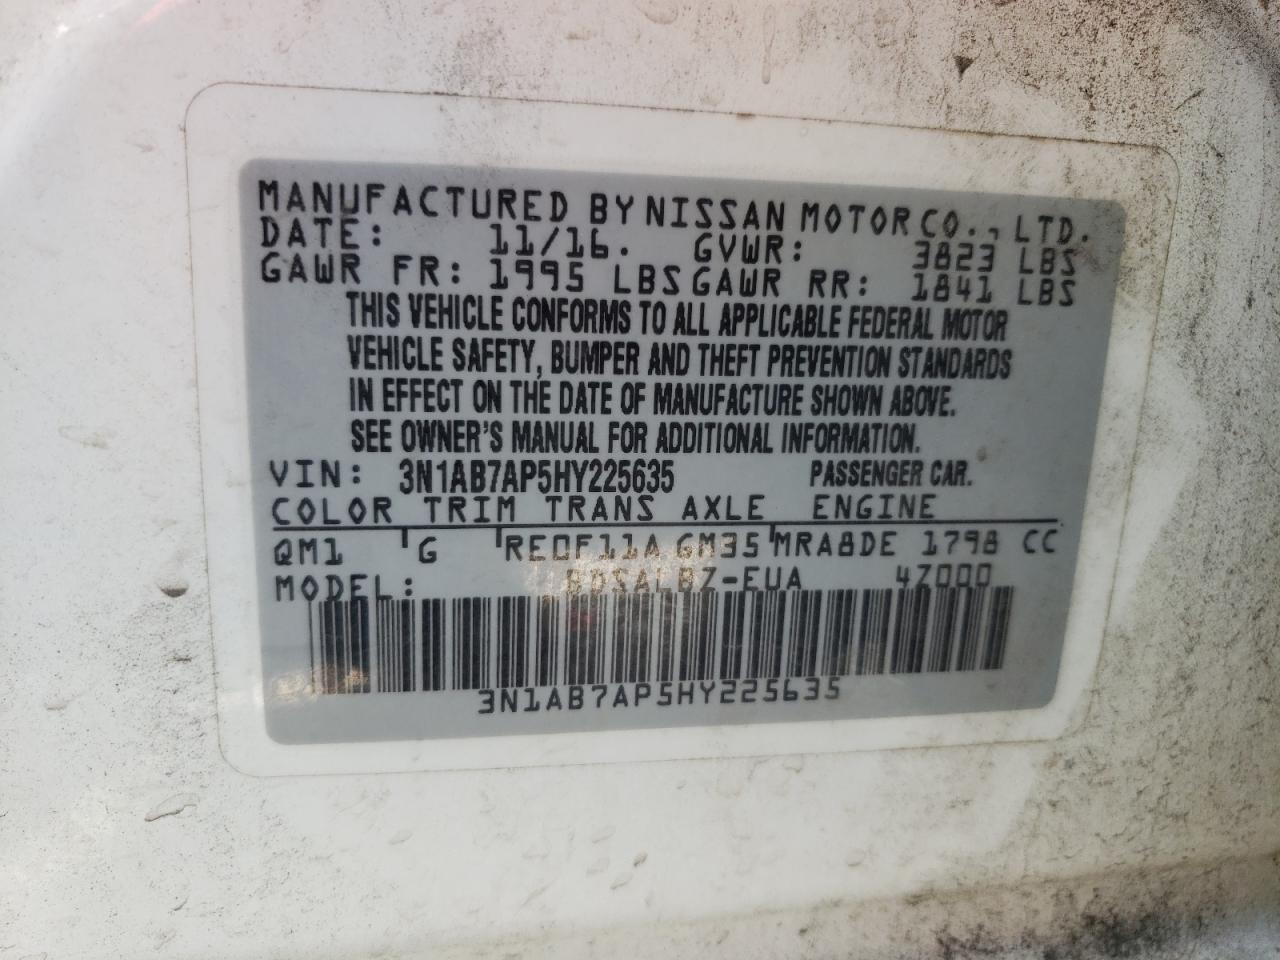 MANUFACTURED BY NISSAN MOTOR CO., LTD.
DATE: 11/16. GVWR: 3823 LBS
GAWR FR: 1995 LBS GAWR RR: 1841 LBS
THIS VEHICLE CONFORMS TO ALL APPLICABLE FEDERAL MOTOR
VEHICLE SAFETY, BUMPER AND THEFT PREVENTION STANDARDS
IN EFFECT ON THE DATE OF MANUFACTURE SHOWN ABOVE.
SEE OWNER'S MANUAL FOR ADDITIONAL INFORMATION.
VIN: 3N1AB7AP5HY225635 PASSENGER CAR.
COLOR TRIM TRANS AXLE ENGINE
QM1 G RE0F11A GM35 MRA8DE 1798 CC
MODEL: BDSALBZ-EUA 4Z000
3N1AB7AP5HY225635